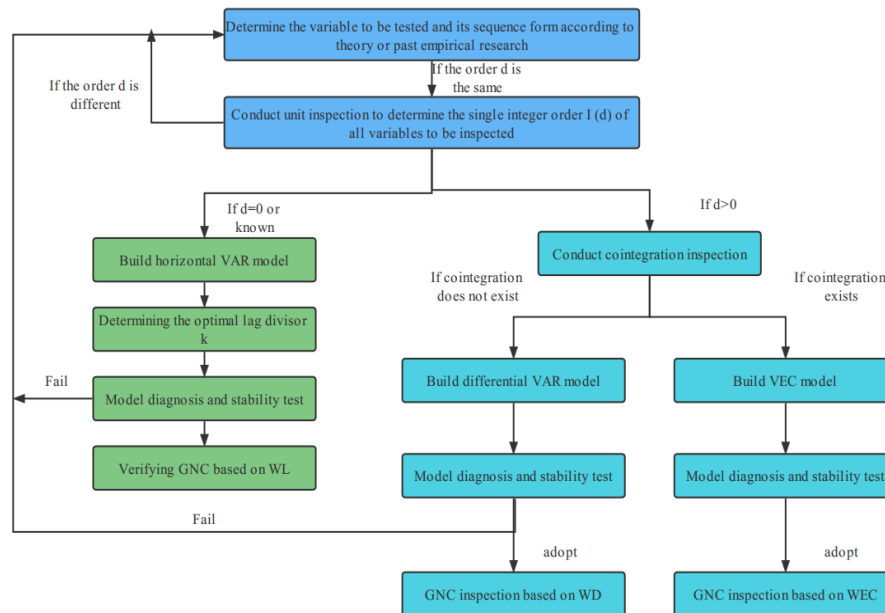 Determine the variable to be tested and its sequence form according to
theory or past empirical research
If the order d is
different
If the order d is
the same
Conduct unit inspection to determine the single integer order I (d) of
all variables to be inspected
If d=0 or
known
If d>0
Build horizontal VAR model
Conduct cointegration inspection
If cointegration
does not exist
If cointegration
exists
Determining the optimal lag divisor
k
Build differential VAR model
Build VEC model
Fail
Model diagnosis and stability test
Verifying GNC based on WL
Model diagnosis and stability test
Model diagnosis and stability test
Fail
adopt
adopt
GNC inspection based on WD
GNC inspection based on WEC